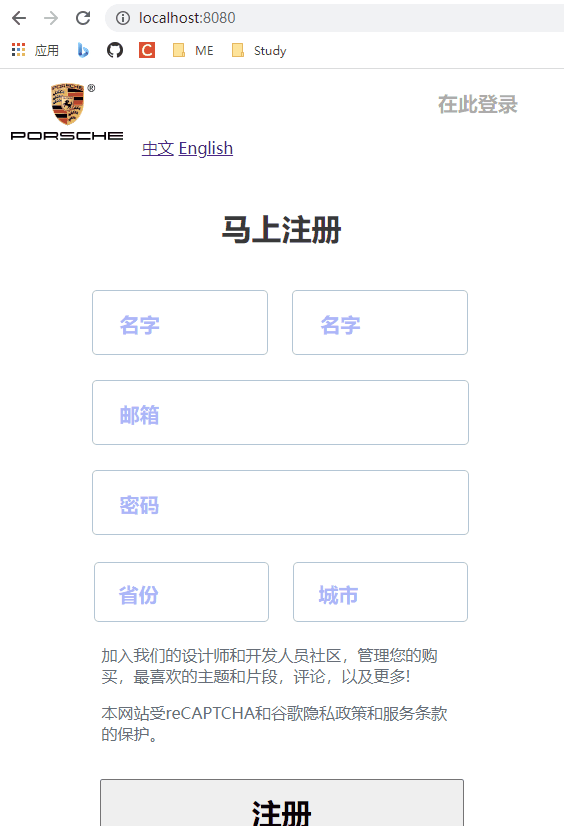 localhost:8080
应用 ME Study
PORSCHE ®
在此登录
中文 English
马上注册
名字 名字
邮箱
密码
省份 城市
加入我们的设计师和开发人员社区，管理您的购
买，最喜欢的主题和片段，评论，以及更多!
本网站受reCAPTCHA和谷歌隐私政策和服务条款
的保护。
注册